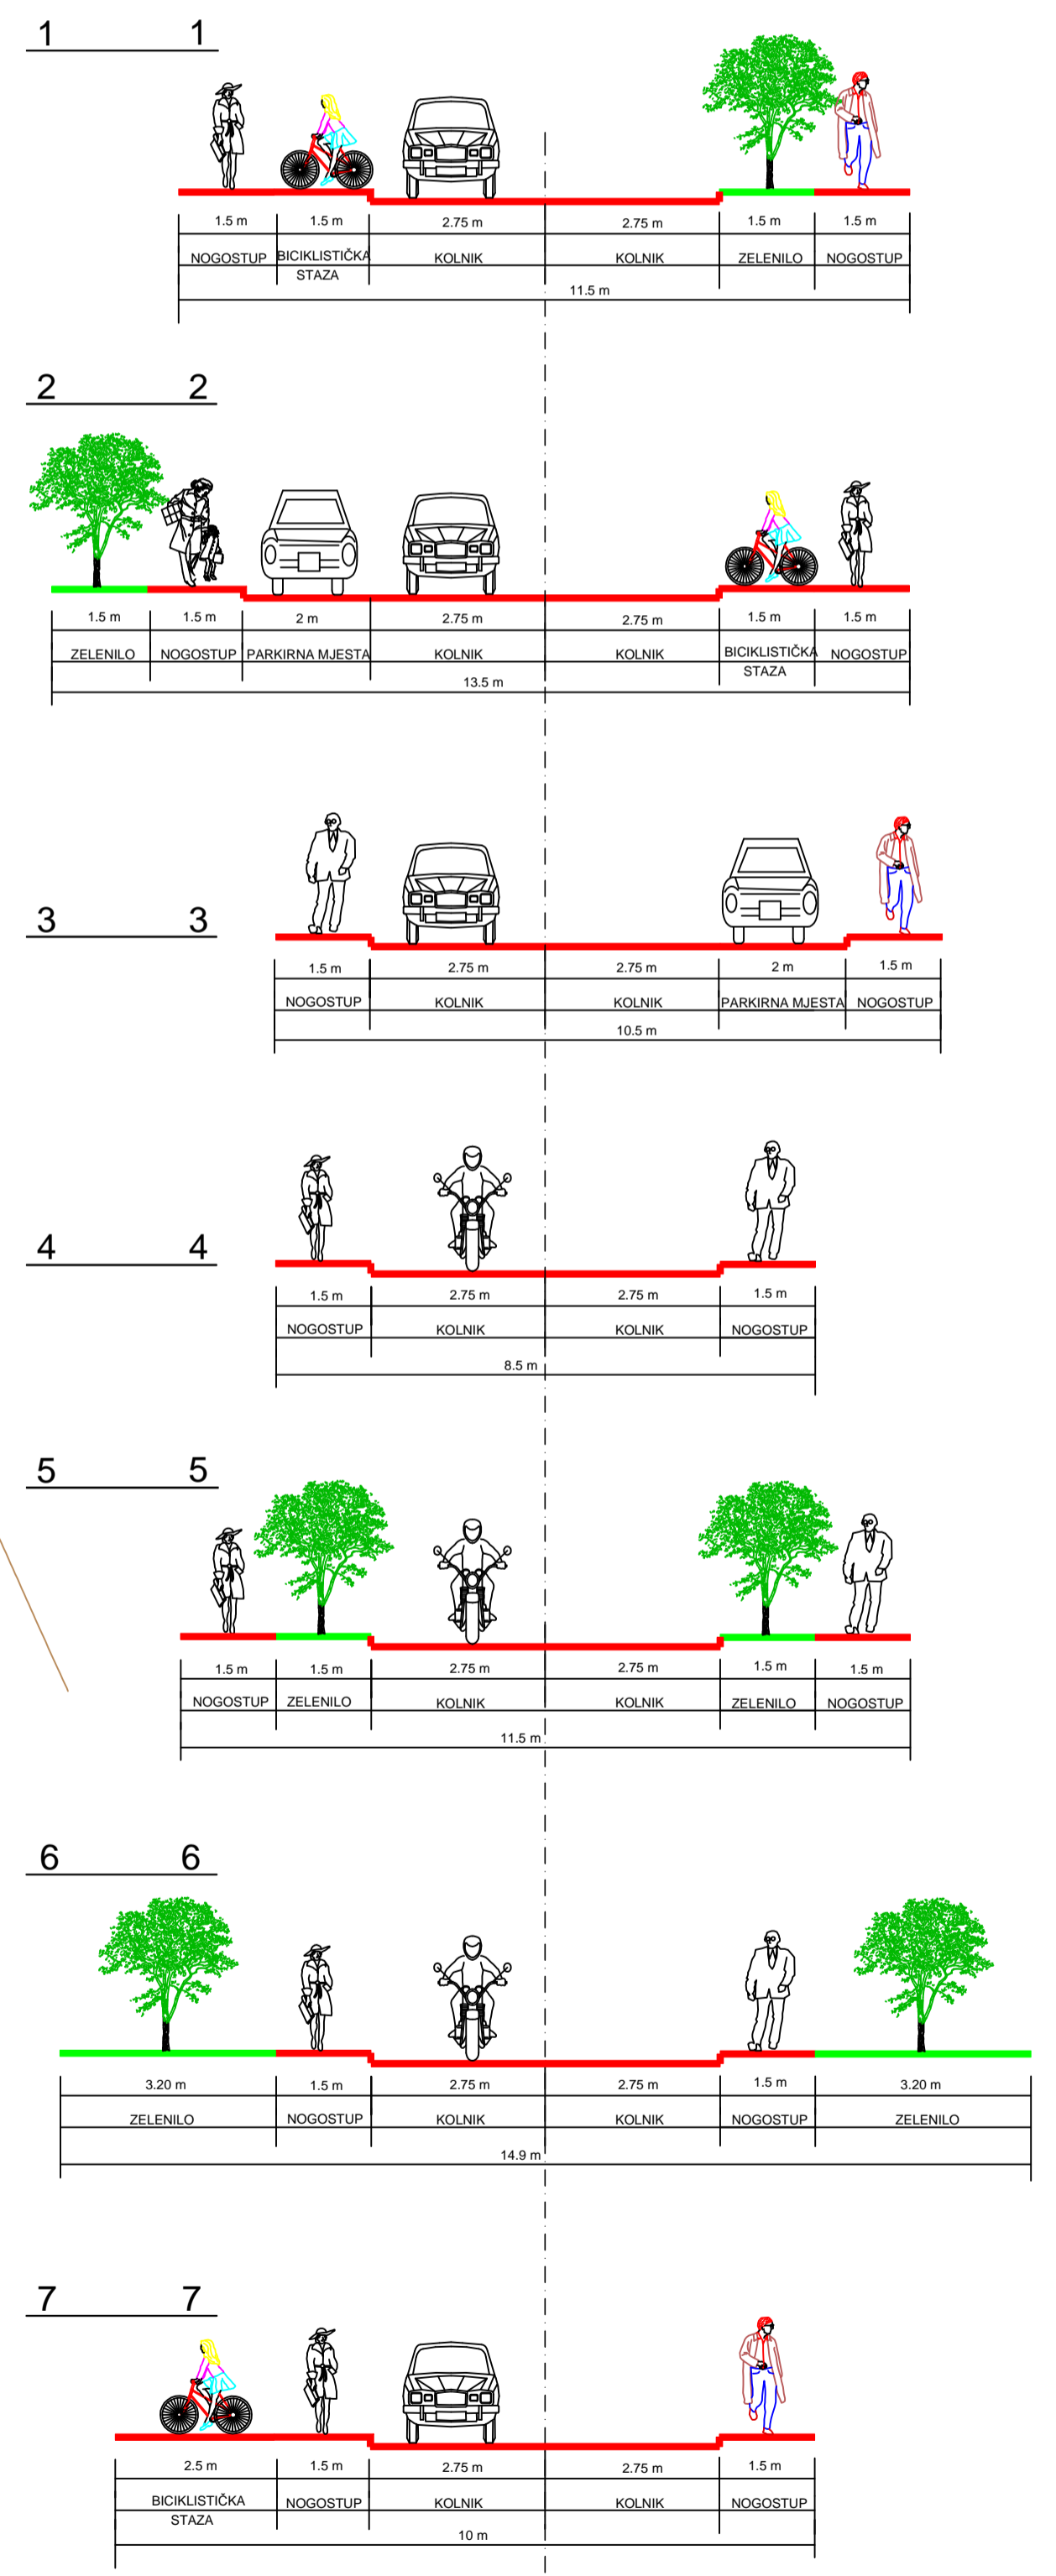 1 1
1.5 m 1.5 m 2.75 m 2.75 m 1.5 m 1.5 m
NOGOSTUP BICIKLISTIČKA KOLNIK KOLNIK ZELENILO NOGOSTUP
STAZA
11.5 m
2 2
1.5 m 1.5 m 2 m 2.75 m 2.75 m 1.5 m 1.5 m
ZELENILO NOGOSTUP PARKIRNA MJESTA KOLNIK KOLNIK BICIKLISTIČKA NOGOSTUP
STAZA
13.5 m
3 3
1.5 m 2.75 m 2.75 m 2 m 1.5 m
NOGOSTUP KOLNIK KOLNIK PARKIRNA MJESTA NOGOSTUP
10.5 m
4 4
1.5 m 2.75 m 2.75 m 1.5 m
NOGOSTUP KOLNIK KOLNIK NOGOSTUP
8.5 m
5 5
1.5 m 1.5 m 2.75 m 2.75 m 1.5 m 1.5 m
NOGOSTUP ZELENILO KOLNIK KOLNIK ZELENILO NOGOSTUP
11.5 m
6 6
3.20 m 1.5 m 2.75 m 2.75 m 1.5 m 3.20 m
ZELENILO NOGOSTUP KOLNIK KOLNIK NOGOSTUP ZELENILO
14.9 m
7 7
2.5 m 1.5 m 2.75 m 2.75 m 1.5 m
BICIKLISTIČKA NOGOSTUP KOLNIK KOLNIK NOGOSTUP
STAZA
10 m